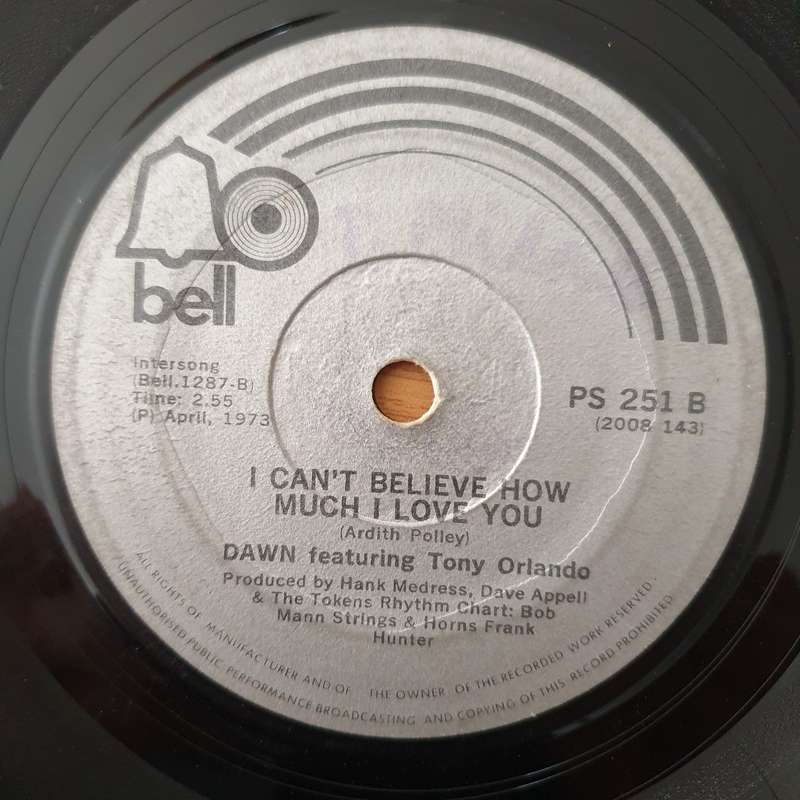 bell
Intersong
(Bell.1287-B)
Time: 2.55
(P) April, 1973
PS 251 B
(2008 143)
I CAN'T BELIEVE HOW
MUCH I LOVE YOU
(Ardith Polley)
DAWN featuring Tony Orlando
Produced by Hank Medress, Dave Appell
& The Tokens Rhythm Chart: Bob
Mann Strings & Horns Frank
Hunter
ALL RIGHTS OF MANUFACTURER AND OF THE OWNER OF THE RECORDED WORK RESERVED.
UNAUTHORISED PUBLIC PERFORMANCE BROADCASTING AND COPYING OF THIS RECORD PROHIBITED